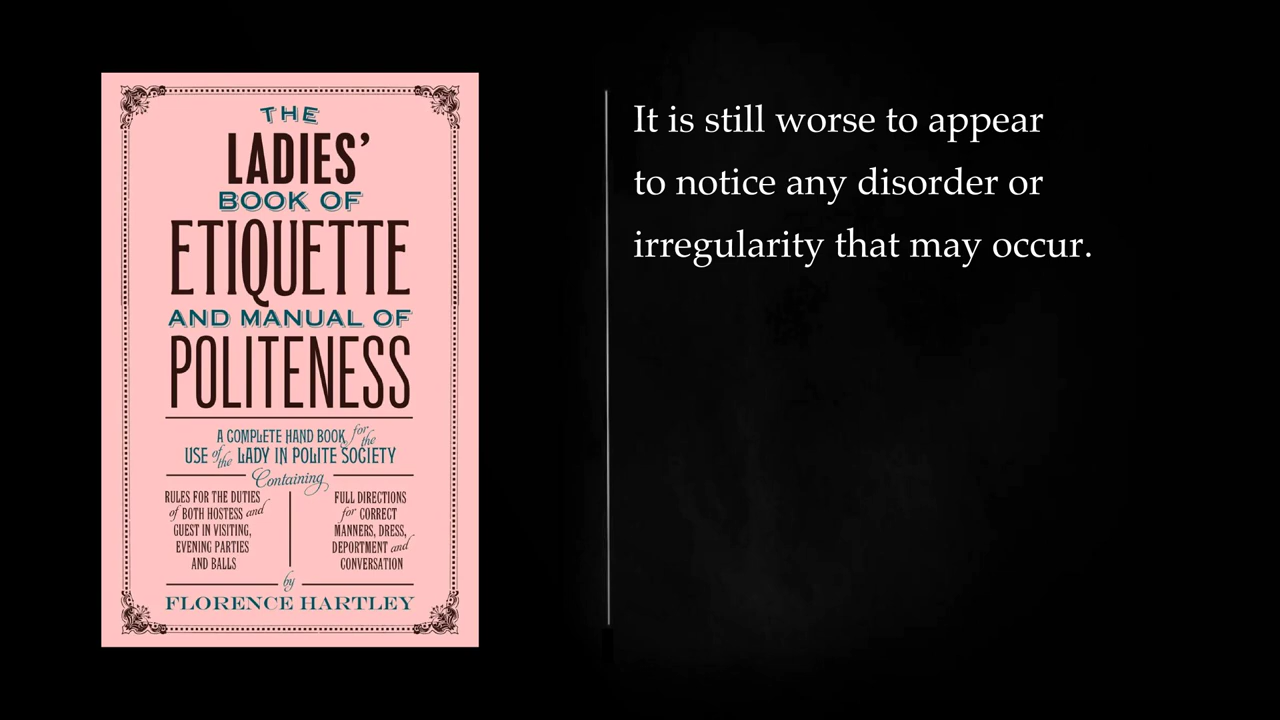 THE
LADIES'
BOOK OF
ETIQUETTE
AND MANUAL OF
POLITENESS
A COMPLETE HAND BOOK for the
USE of the LADY IN POLITE SOCIETY
Containing
RULES FOR THE DUTIES
of BOTH HOSTESS and
GUEST IN VISITING,
EVENING PARTIES
AND BALLS
FULL DIRECTIONS
for CORRECT
MANNERS, DRESS,
DEPORTMENT and
CONVERSATION
by
FLORENCE HARTLEY
It is still worse to appear
to notice any disorder or
irregularity that may occur.